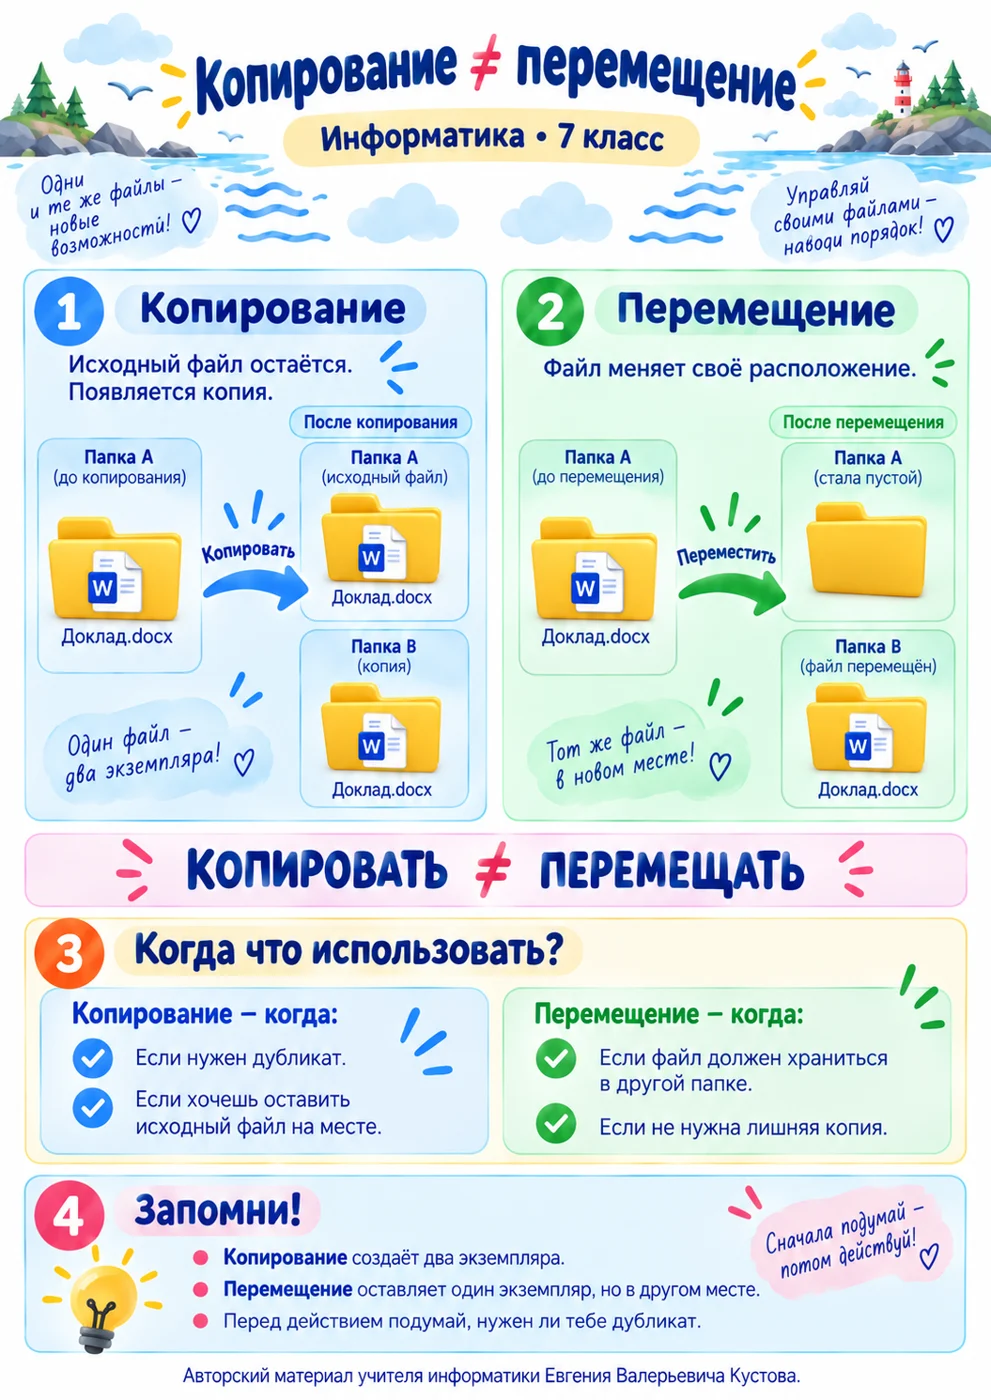 Копирование ≠ перемещение
Информатика • 7 класс
Одни
и те же файлы –
новые
возможности!
Управляй
своими файлами –
наводи порядок!
1 Копирование
Исходный файл остаётся.
Появляется копия.
После копирования
Папка A
(до копирования)
W
Доклад.docx
Копировать
Папка A
(исходный файл)
W
Доклад.docx
Папка B
(копия)
W
Доклад.docx
Один файл –
два экземпляра!
2 Перемещение
Файл меняет своё расположение.
После перемещения
Папка A
(до перемещения)
W
Доклад.docx
Переместить
Папка A
(стала пустой)
Папка B
(файл перемещён)
W
Доклад.docx
Тот же файл –
в новом месте!
КОПИРОВАТЬ ≠ ПЕРЕМЕЩАТЬ
3 Когда что использовать?
Копирование – когда:
Если нужен дубликат.
Если хочешь оставить
исходный файл на месте.
Перемещение – когда:
Если файл должен храниться
в другой папке.
Если не нужна лишняя копия.
4 Запомни!
Копирование создаёт два экземпляра.
Перемещение оставляет один экземпляр, но в другом месте.
Перед действием подумай, нужен ли тебе дубликат.
Сначала подумай –
потом действуй!
Авторский материал учителя информатики Евгения Валерьевича Кустова.